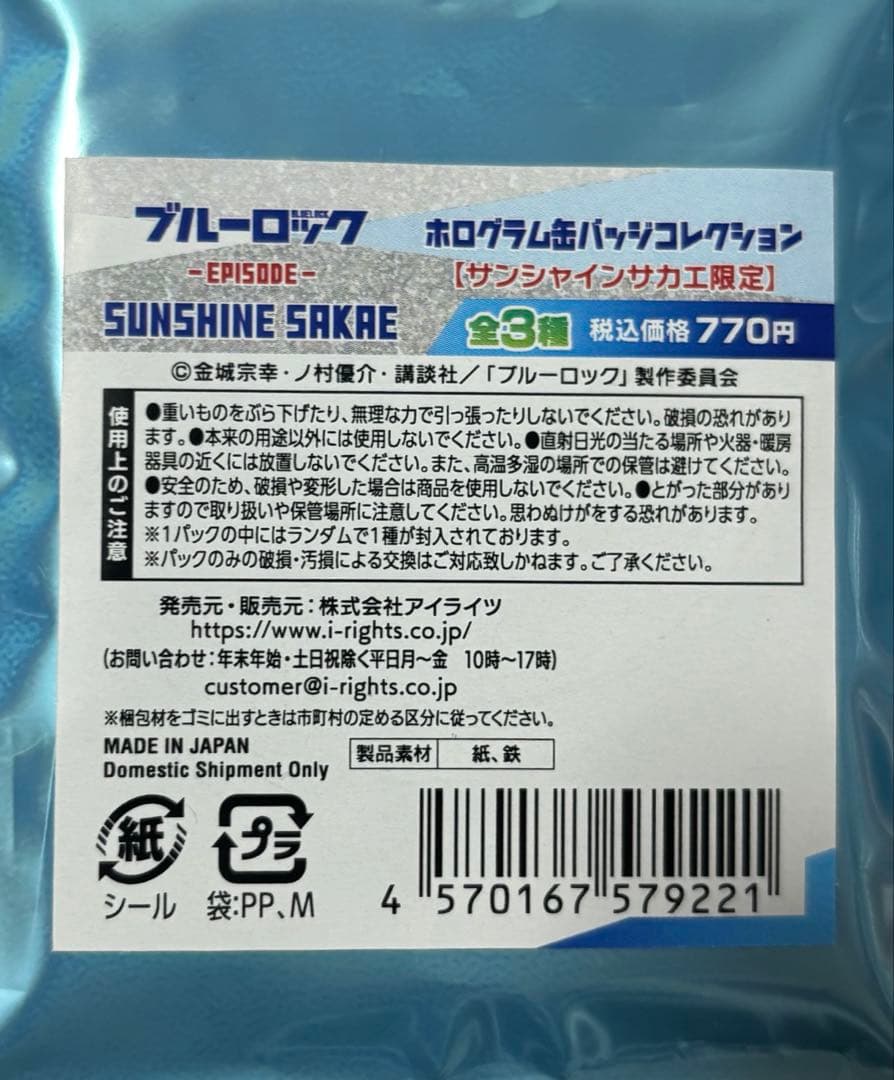 ブルーロック
BLUELOCK
-EPISODE-
SUNSHINE SAKAE
ホログラム缶バッジコレクション
【サンシャインサカエ限定】
全3種 税込価格770円
©金城宗幸・ノ村優介・講談社/「ブルーロック」製作委員会
使用上のご注意
●重いものをぶら下げたり、無理な力で引っ張ったりしないでください。破損の恐れがあり
ます。●本来の用途以外には使用しないでください。●直射日光の当たる場所や火器・暖房
器具の近くには放置しないでください。また、高温多湿の場所での保管は避けてください。
●安全のため、破損や変形した場合は商品を使用しないでください。●とがった部分があり
ますので取り扱いや保管場所に注意してください。思わぬけがをする恐れがあります。
※1パックの中にはランダムで1種が封入されております。
※パックのみの破損・汚損による交換はご対応致しかねます。ご了承ください。
発売元・販売元：株式会社アイライツ
https://www.i-rights.co.jp/
(お問い合わせ:年末年始・土日祝除く平日月～金 10時～17時)
customer@i-rights.co.jp
※梱包材をゴミに出すときは市町村の定める区分に従ってください。
MADE IN JAPAN
Domestic Shipment Only
製品素材 紙、鉄
紙
シール
プラ
袋:PP、M
4 570167 579221